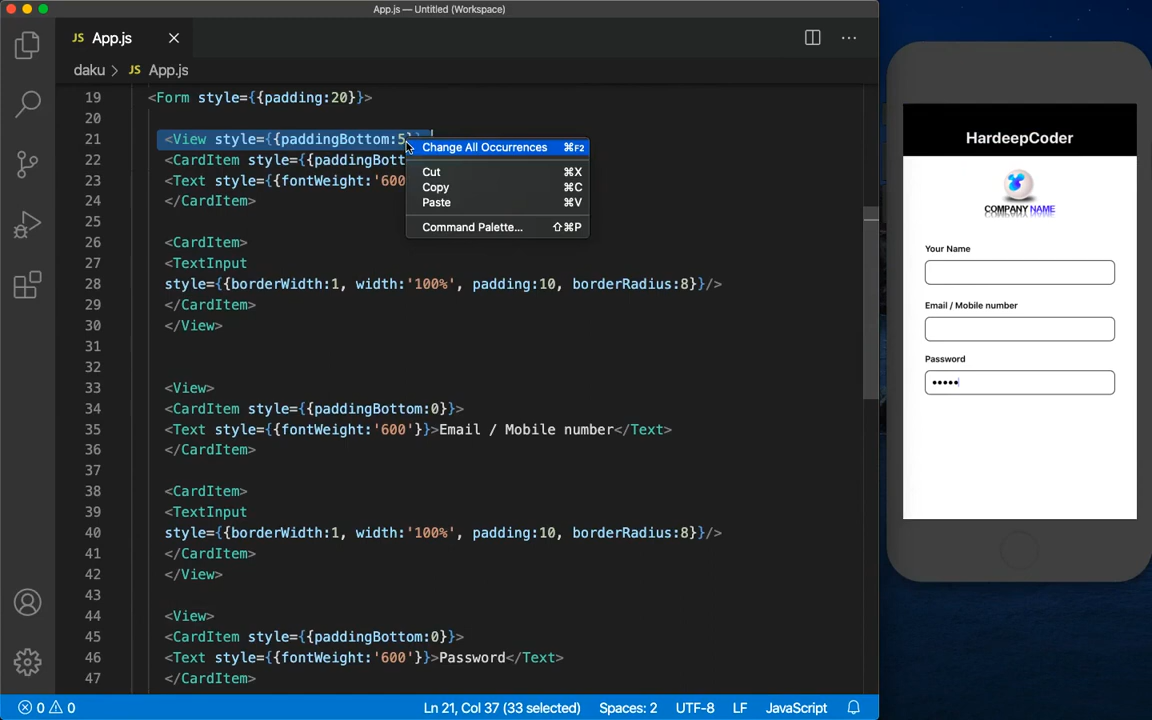 App.js — Untitled (Workspace)
JS App.js
daku > JS App.js
19 <Form style={{padding:20}}>
20
21 <View style={{paddingBottom:5}}
22 <CardItem style={{paddingBott
23 <Text style={{fontWeight:'600
24 </CardItem>
25
26 <CardItem>
27 <TextInput
28 style={{borderWidth:1, width:'100%', padding:10, borderRadius:8}}/>
29 </CardItem>
30 </View>
31
32
33 <View>
34 <CardItem style={{paddingBottom:0}}>
35 <Text style={{fontWeight:'600'}}>Email / Mobile number</Text>
36 </CardItem>
37
38 <CardItem>
39 <TextInput
40 style={{borderWidth:1, width:'100%', padding:10, borderRadius:8}}/>
41 </CardItem>
42 </View>
43
44 <View>
45 <CardItem style={{paddingBottom:0}}>
46 <Text style={{fontWeight:'600'}}>Password</Text>
47 </CardItem>
Change All Occurrences ⌘F2
Cut ⌘X
Copy ⌘C
Paste ⌘V
Command Palette... ⇧⌘P
0 0
Ln 21, Col 37 (33 selected)
Spaces: 2
UTF-8
LF
JavaScript
HardeepCoder
COMPANY NAME
Your Name
Email / Mobile number
Password
•••••